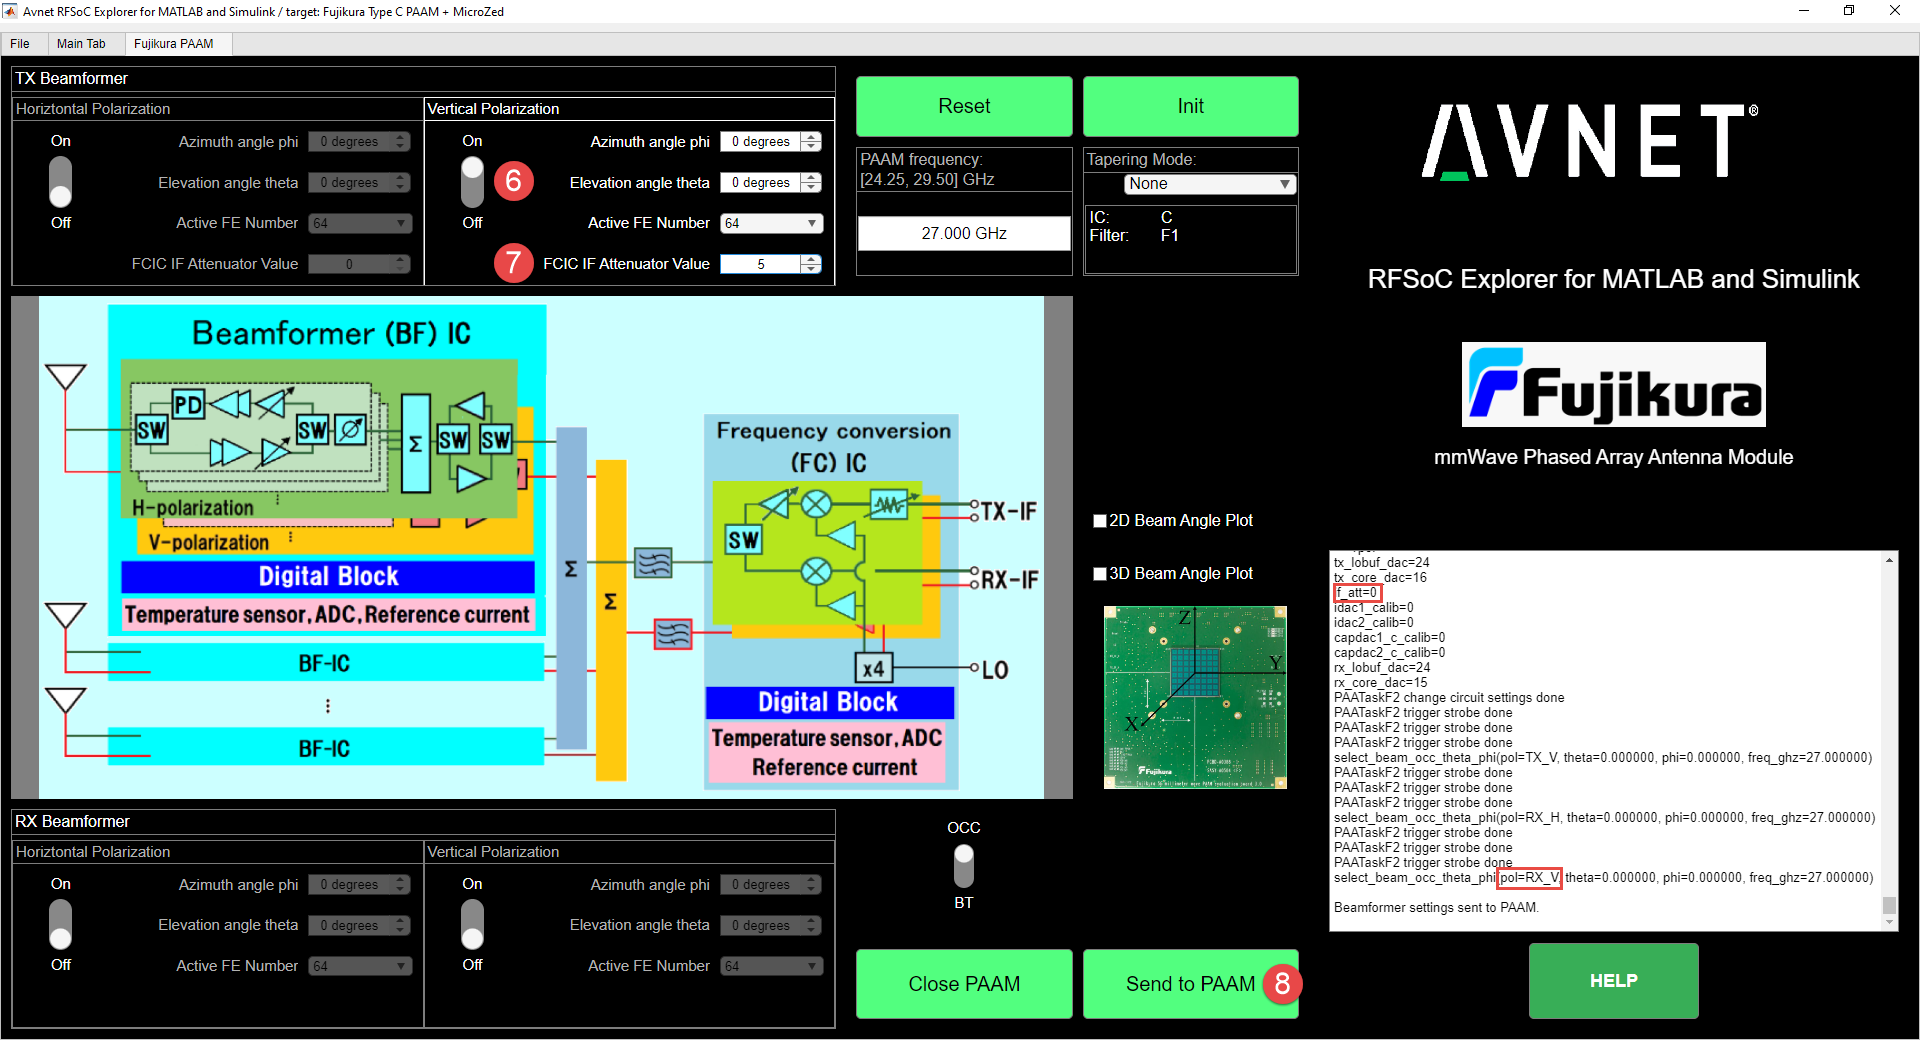 Avnet RFSoC Explorer for MATLAB and Simulink / target: Fujikura Type C PAAM + MicroZed
File
Main Tab
Fujikura PAAM
TX Beamformer
Horiztontal Polarization
On
Off
Azimuth angle phi
0 degrees
Elevation angle theta
0 degrees
Active FE Number
64
FCIC IF Attenuator Value
0
Vertical Polarization
On
Off
6
Azimuth angle phi
0 degrees
Elevation angle theta
0 degrees
Active FE Number
64
7
FCIC IF Attenuator Value
5
Reset
Init
PAAM frequency:
[24.25, 29.50] GHz
27.000 GHz
Tapering Mode:
None
IC: C
Filter: F1
AVNET®
RFSoC Explorer for MATLAB and Simulink
Fujikura
mmWave Phased Array Antenna Module
Beamformer (BF) IC
PD
SW
SW
Σ
SW
SW
H-polarization
V-polarization
Digital Block
Temperature sensor, ADC, Reference current
BF-IC
BF-IC
Σ
Σ
Frequency conversion
(FC) IC
SW
TX-IF
RX-IF
x4
LO
Digital Block
Temperature sensor, ADC
Reference current
2D Beam Angle Plot
3D Beam Angle Plot
Z
Y
X
Fujikura
tx_lobuf_dac=24
tx_core_dac=16
f_att=0
idac1_calib=0
idac2_calib=0
capdac1_c_calib=0
capdac2_c_calib=0
rx_lobuf_dac=24
rx_core_dac=15
PAATaskF2 change circuit settings done
PAATaskF2 trigger strobe done
PAATaskF2 trigger strobe done
PAATaskF2 trigger strobe done
select_beam_occ_theta_phi(pol=TX_V, theta=0.000000, phi=0.000000, freq_ghz=27.000000)
PAATaskF2 trigger strobe done
PAATaskF2 trigger strobe done
PAATaskF2 trigger strobe done
select_beam_occ_theta_phi(pol=RX_H, theta=0.000000, phi=0.000000, freq_ghz=27.000000)
PAATaskF2 trigger strobe done
PAATaskF2 trigger strobe done
PAATaskF2 trigger strobe done
select_beam_occ_theta_phi(pol=RX_V, theta=0.000000, phi=0.000000, freq_ghz=27.000000)
Beamformer settings sent to PAAM.
RX Beamformer
Horiztontal Polarization
On
Off
Azimuth angle phi
0 degrees
Elevation angle theta
0 degrees
Active FE Number
64
Vertical Polarization
On
Off
Azimuth angle phi
0 degrees
Elevation angle theta
0 degrees
Active FE Number
64
OCC
BT
Close PAAM
Send to PAAM
8
HELP